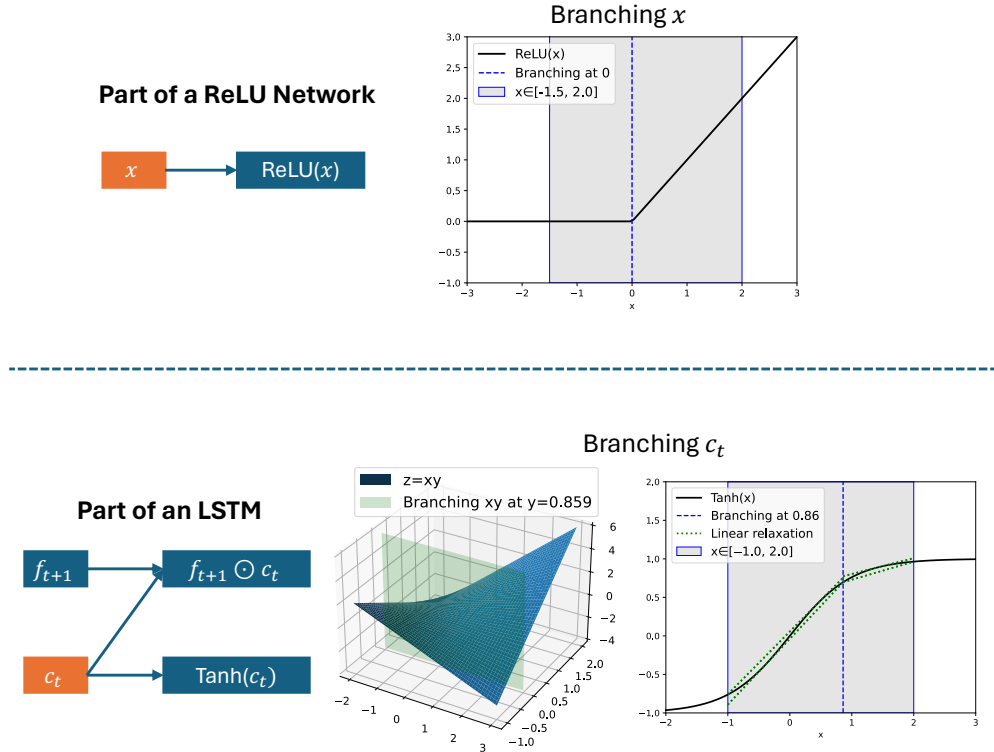 Branching x
Part of a ReLU Network
x
ReLU(x)
3.0
2.5
2.0
1.5
1.0
0.5
0.0
−0.5
−1.0
ReLU(x)
Branching at 0
x∈[-1.5, 2.0]
−3
−2
−1
0
1
2
3
x
Branching c_t
Part of an LSTM
f_{t+1}
f_{t+1} ⊙ c_t
c_t
Tanh(c_t)
z=xy
Branching xy at y=0.859
6
4
2
0
−2
−4
2.0
1.5
1.0
0.5
0.0
−0.5
−1.0
−2
−1
0
1
2
3
2.0
1.5
1.0
0.5
0.0
−0.5
−1.0
Tanh(x)
Branching at 0.86
Linear relaxation
x∈[−1.0, 2.0]
−2
−1
0
1
2
3
x